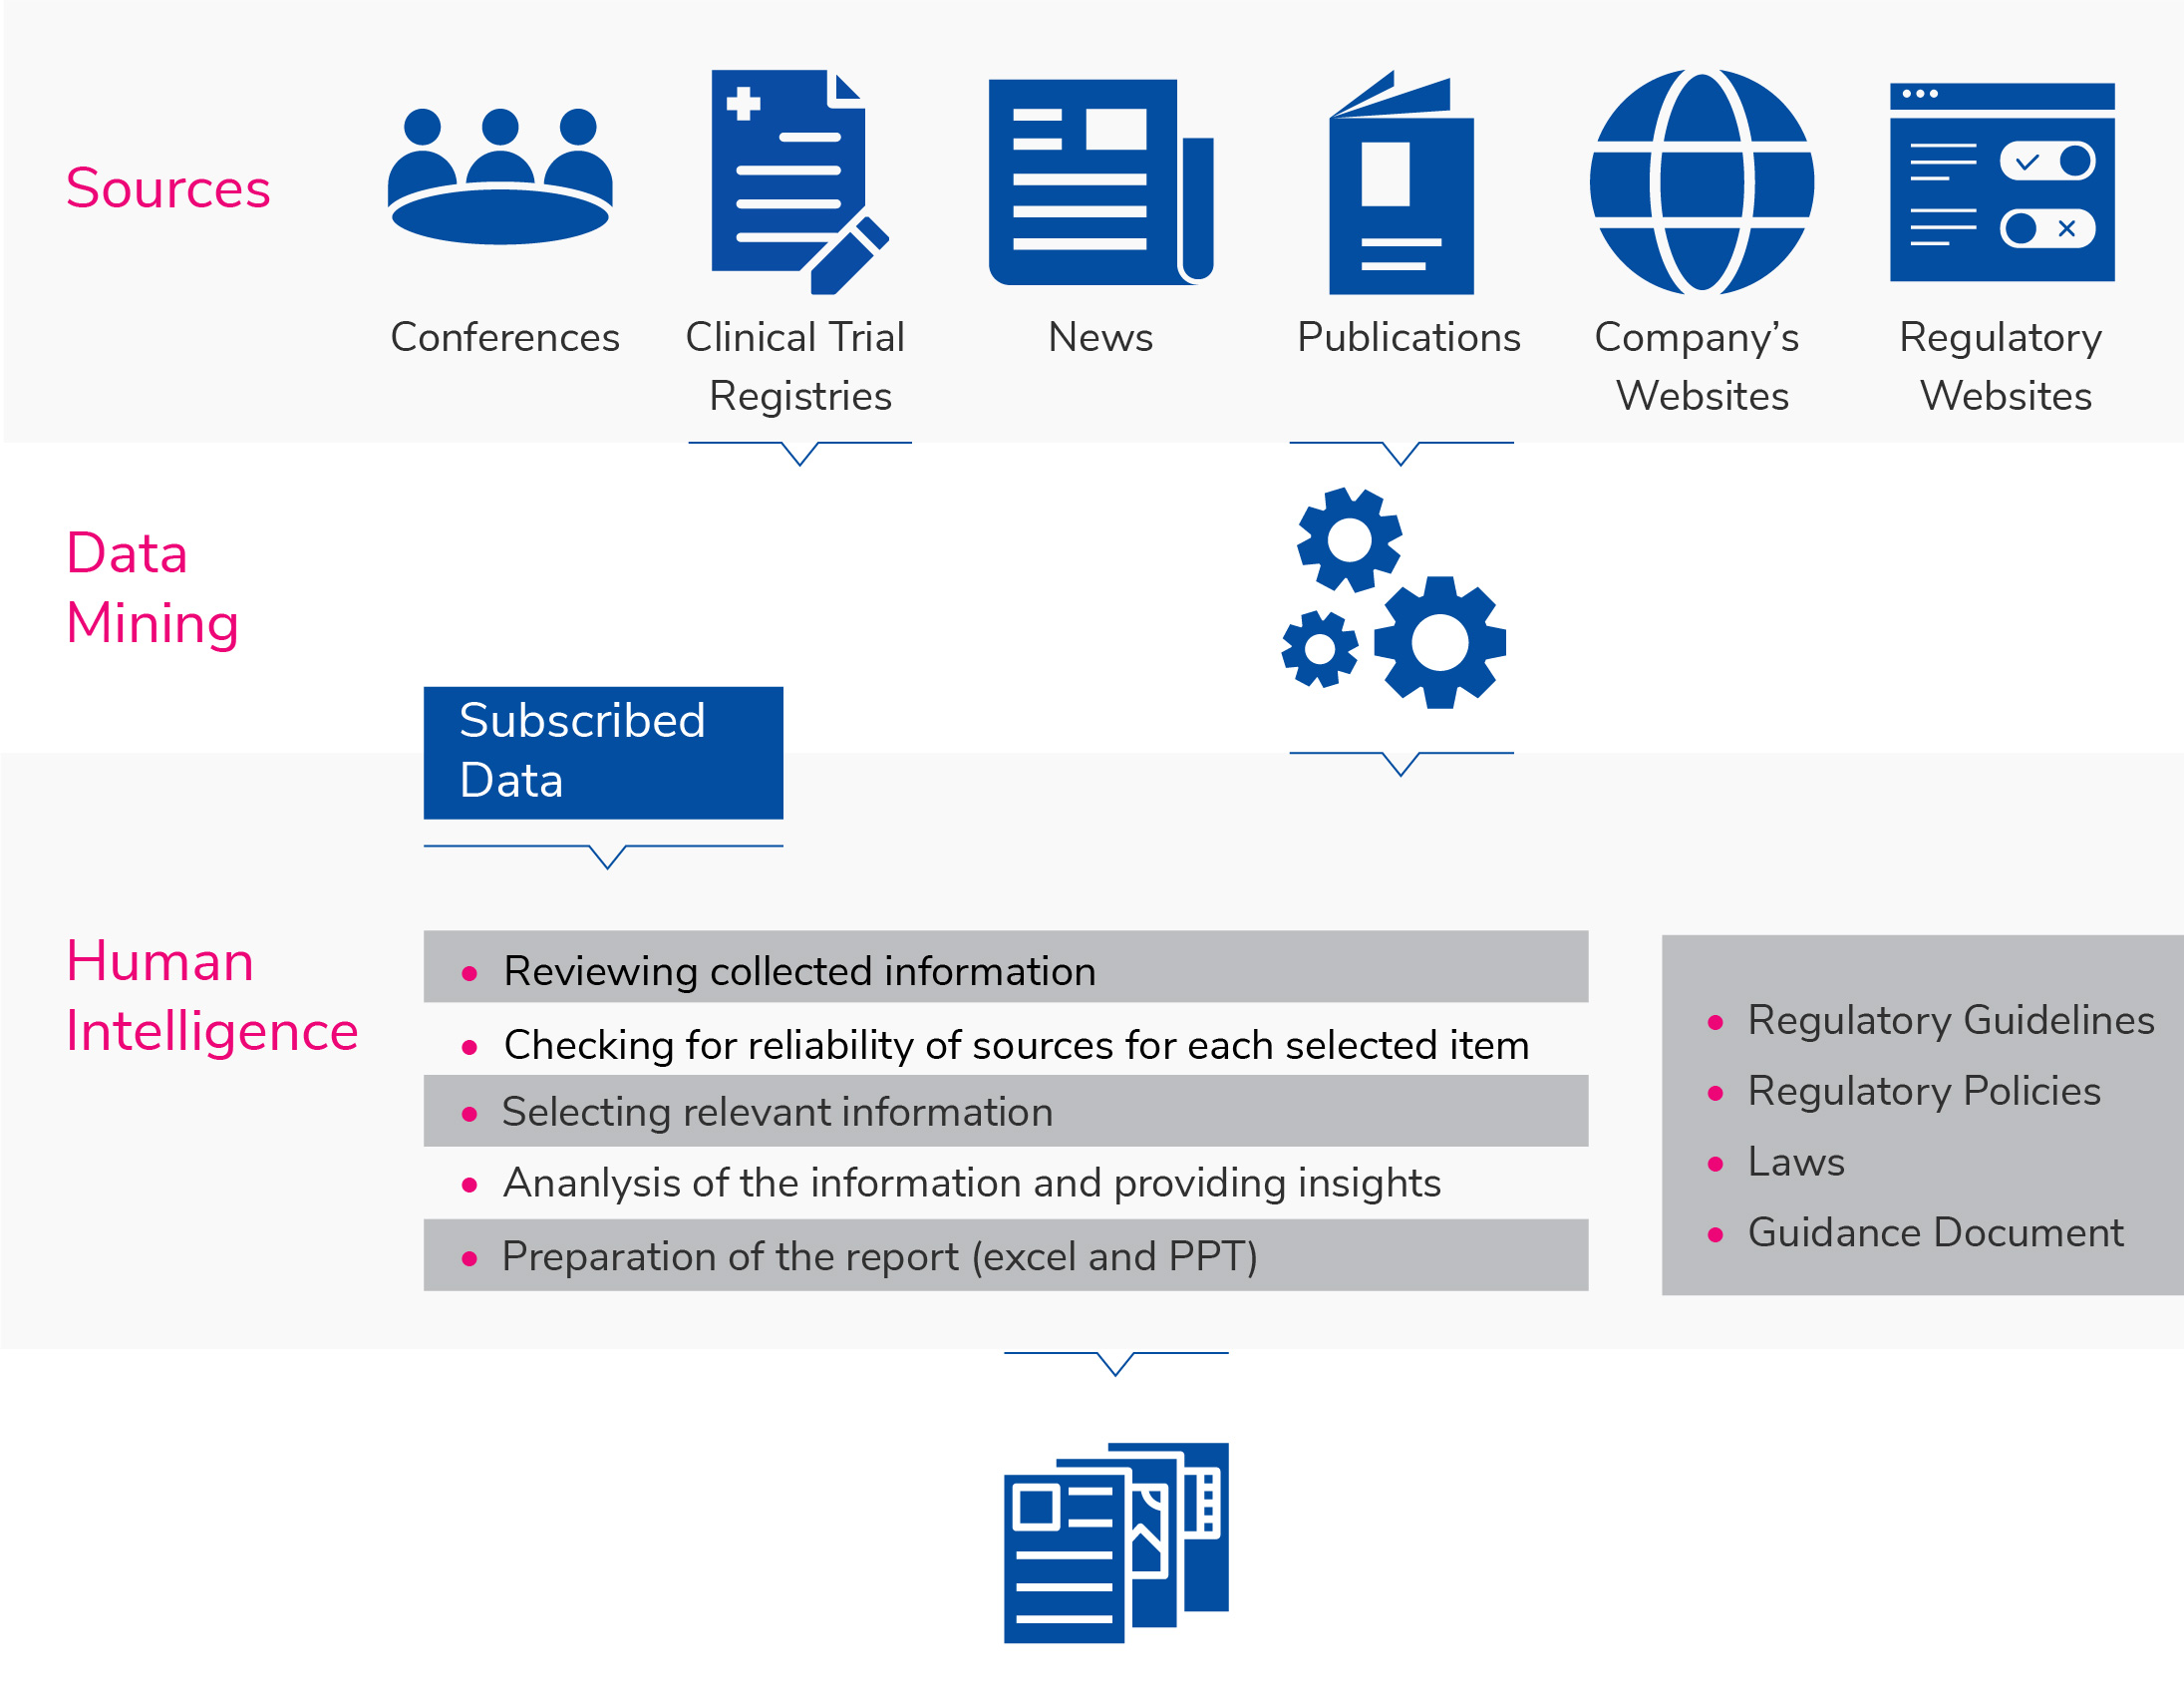 Sources
Conferences
Clinical Trial
Registries
News
Publications
Company’s
Websites
Regulatory
Websites
Data
Mining
Subscribed
Data
Human
Intelligence
• Reviewing collected information
• Checking for reliability of sources for each selected item
• Selecting relevant information
• Ananlysis of the information and providing insights
• Preparation of the report (excel and PPT)
• Regulatory Guidelines
• Regulatory Policies
• Laws
• Guidance Document